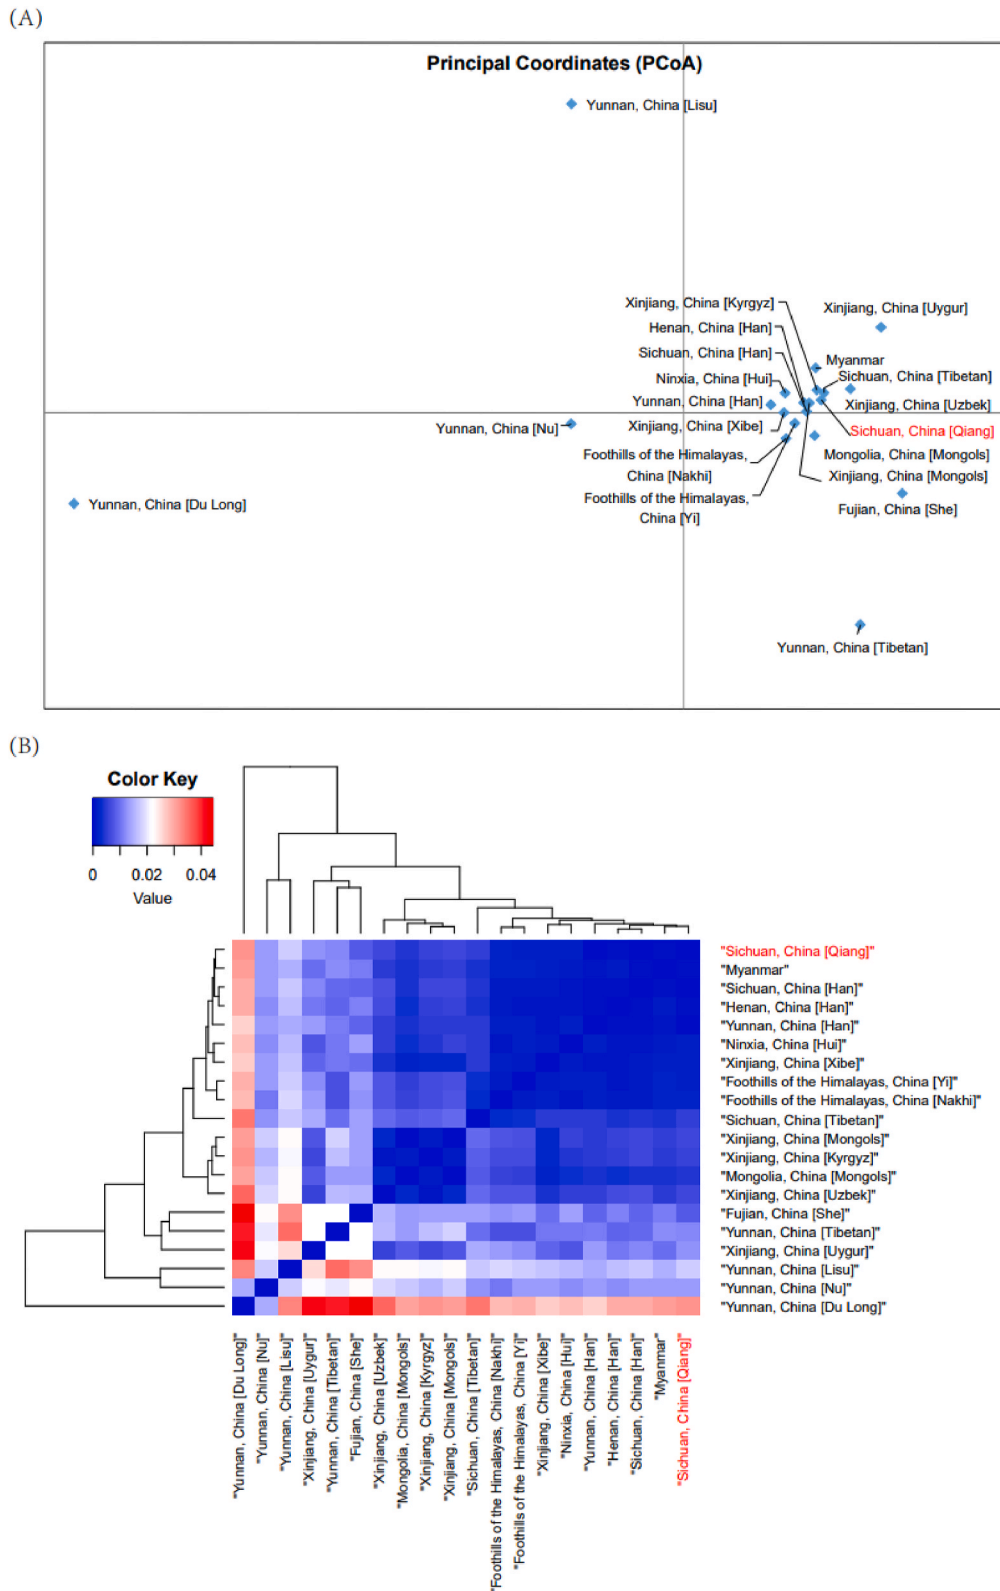 (A)
Principal Coordinates (PCoA)
Yunnan, China [Lisu]
Xinjiang, China [Kyrgyz]
Xinjiang, China [Uygur]
Henan, China [Han]
Sichuan, China [Han]
Myanmar
Ninxia, China [Hui]
Sichuan, China [Tibetan]
Yunnan, China [Han]
Xinjiang, China [Uzbek]
Yunnan, China [Nu]
Xinjiang, China [Xibe]
Sichuan, China [Qiang]
Foothills of the Himalayas,
China [Nakhi]
Mongolia, China [Mongols]
Xinjiang, China [Mongols]
Foothills of the Himalayas,
China [Yi]
Yunnan, China [Du Long]
Fujian, China [She]
Yunnan, China [Tibetan]
(B)
Color Key
0 0.02 0.04
Value
"Sichuan, China [Qiang]"
"Myanmar"
"Sichuan, China [Han]"
"Henan, China [Han]"
"Yunnan, China [Han]"
"Ninxia, China [Hui]"
"Xinjiang, China [Xibe]"
"Foothills of the Himalayas, China [Yi]"
"Foothills of the Himalayas, China [Nakhi]"
"Sichuan, China [Tibetan]"
"Xinjiang, China [Mongols]"
"Xinjiang, China [Kyrgyz]"
"Mongolia, China [Mongols]"
"Xinjiang, China [Uzbek]"
"Fujian, China [She]"
"Yunnan, China [Tibetan]"
"Xinjiang, China [Uygur]"
"Yunnan, China [Lisu]"
"Yunnan, China [Nu]"
"Yunnan, China [Du Long]"
"Yunnan, China [Du Long]"
"Yunnan, China [Nu]"
"Yunnan, China [Lisu]"
"Xinjiang, China [Uygur]"
"Yunnan, China [Tibetan]"
"Fujian, China [She]"
"Xinjiang, China [Uzbek]"
"Mongolia, China [Mongols]"
"Xinjiang, China [Kyrgyz]"
"Xinjiang, China [Mongols]"
"Sichuan, China [Tibetan]"
"Foothills of the Himalayas, China [Nakhi]"
"Foothills of the Himalayas, China [Yi]"
"Xinjiang, China [Xibe]"
"Ninxia, China [Hui]"
"Yunnan, China [Han]"
"Henan, China [Han]"
"Sichuan, China [Han]"
"Myanmar"
"Sichuan, China [Qiang]"